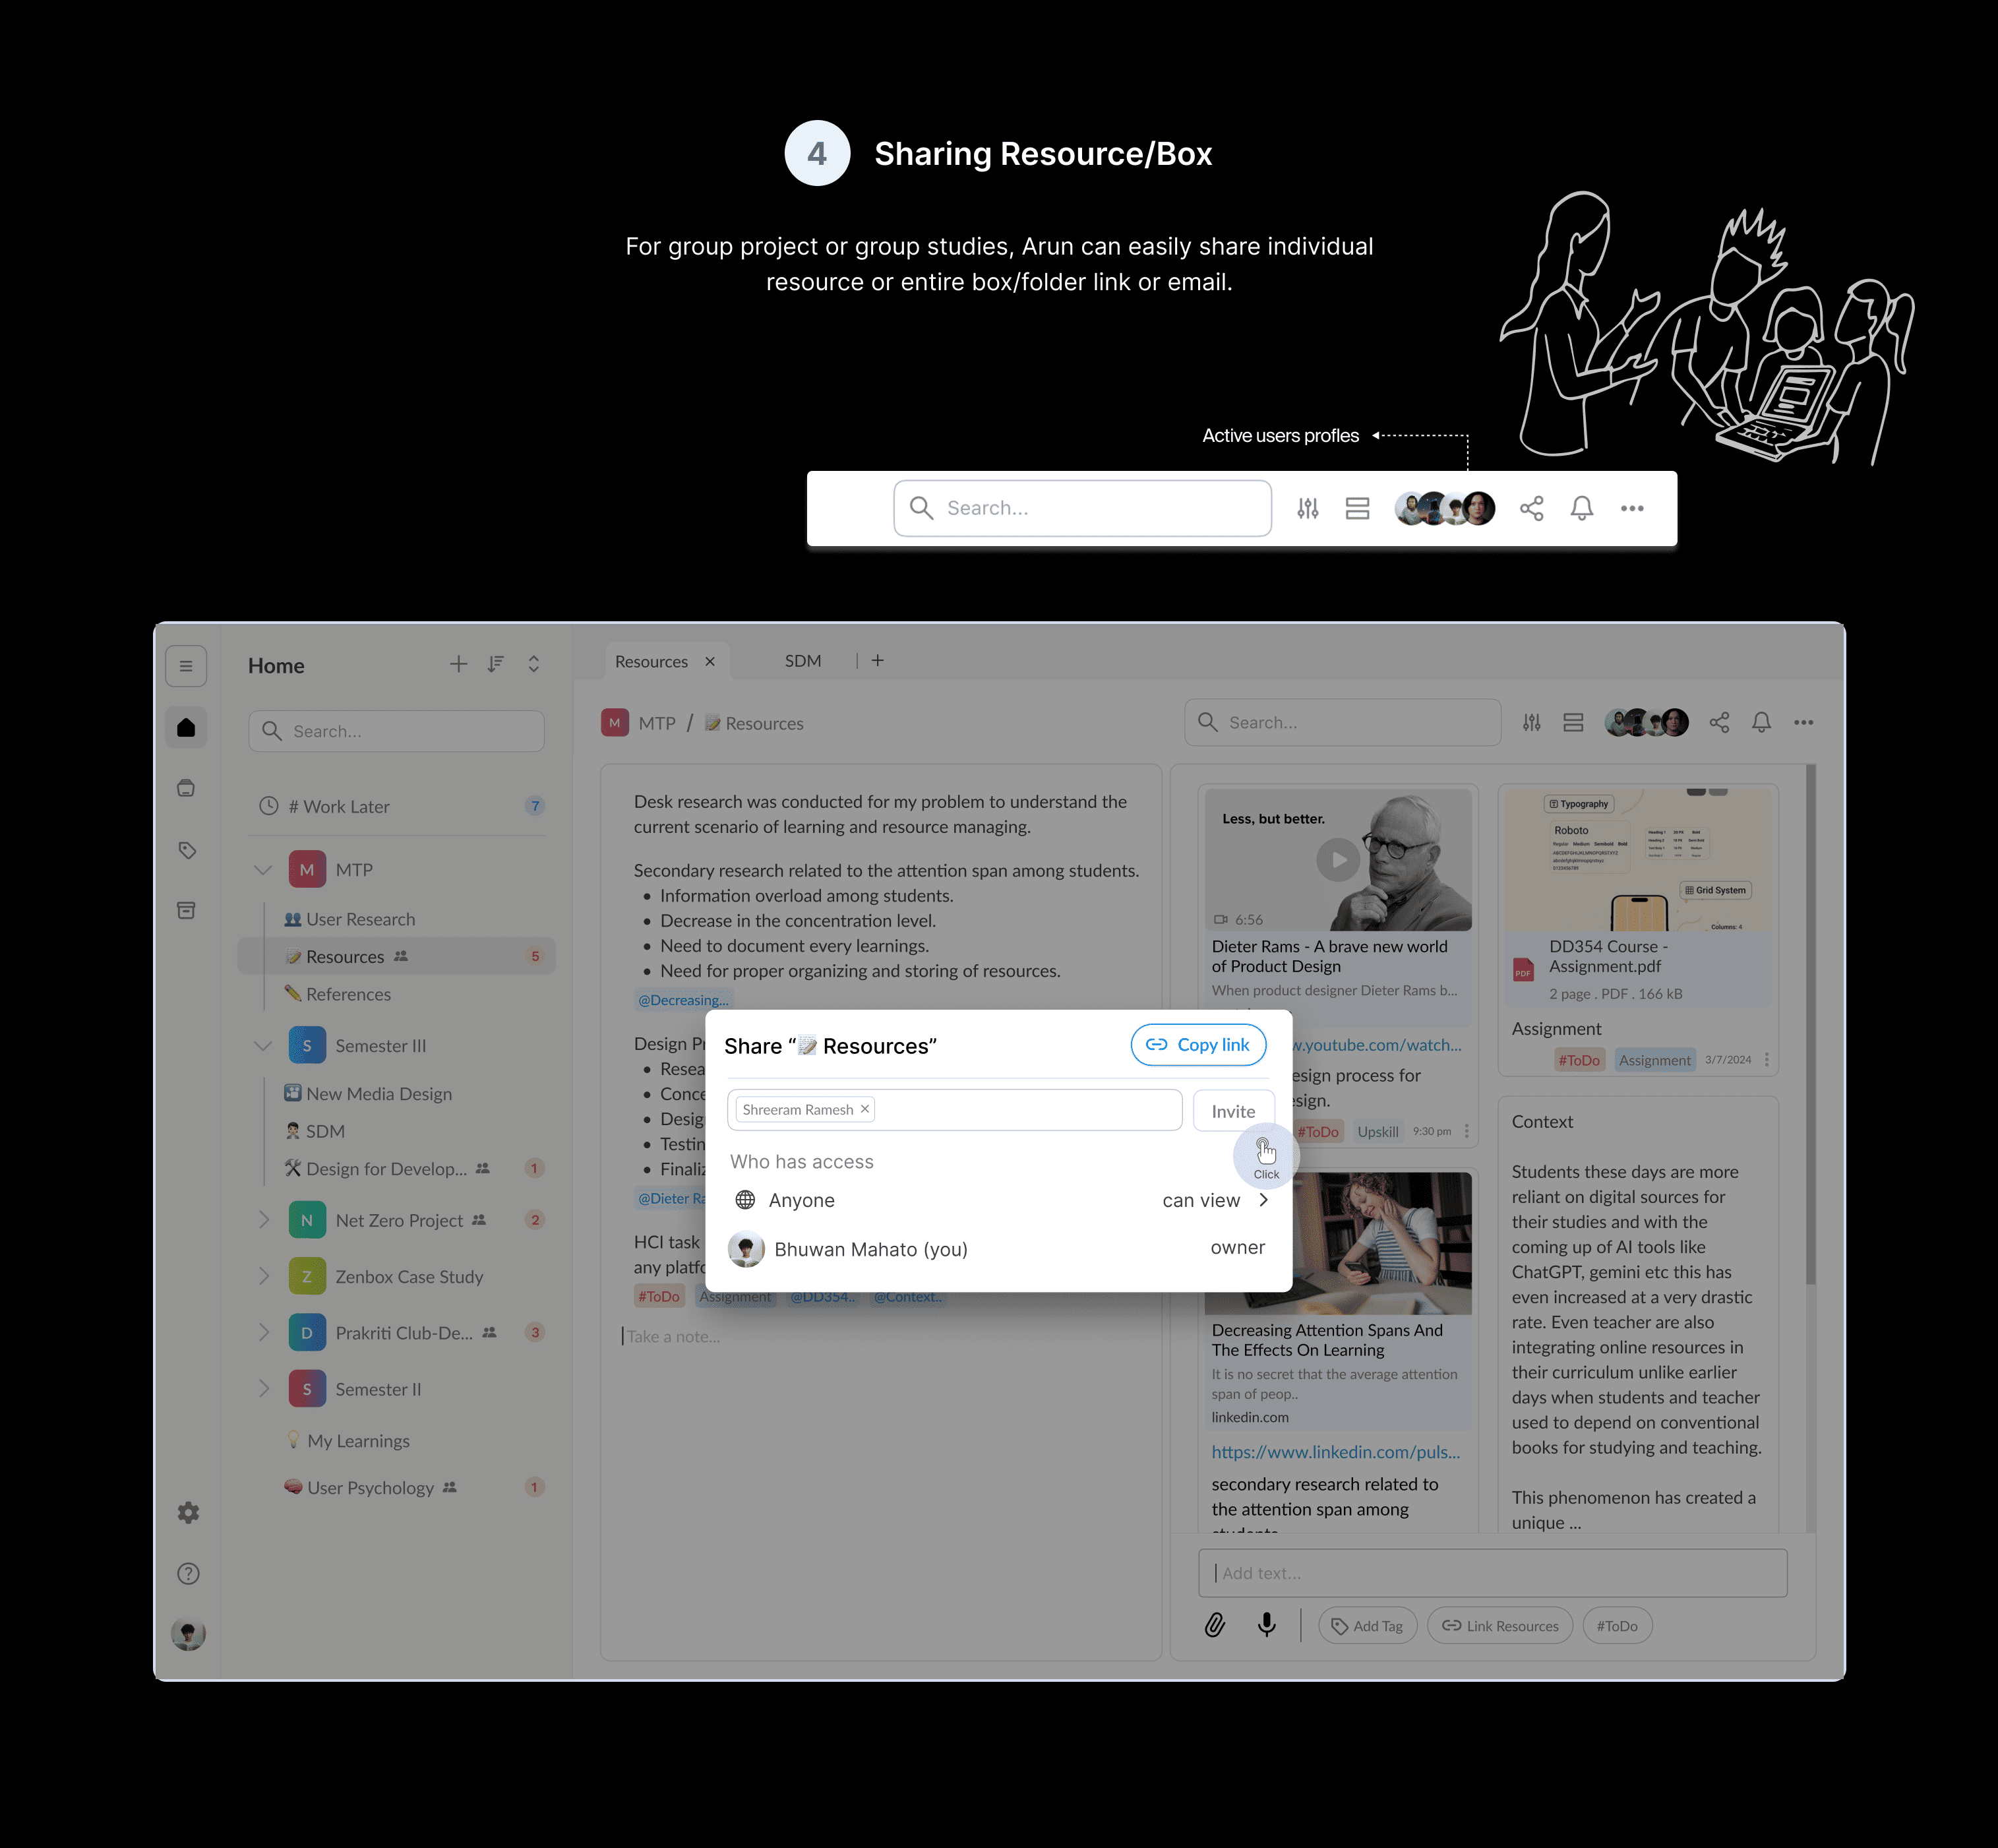 4
Sharing Resource/Box
For group project or group studies, Arun can easily share individual
resource or entire box/folder link or email.
Active users profles
Search...
Home
Search...
# Work Later 7
M MTP
User Research
Resources 5
References
S Semester III
New Media Design
SDM
Design for Develop... 1
N Net Zero Project 2
Z Zenbox Case Study
D Prakriti Club-De... 3
S Semester II
My Learnings
User Psychology 1
Resources
SDM
M MTP / Resources
Search...
Desk research was conducted for my problem to understand the
current scenario of learning and resource managing.
Secondary research related to the attention span among students.
• Information overload among students.
• Decrease in the concentration level.
• Need to document every learnings.
• Need for proper organizing and storing of resources.
@Decreasing...
Design Pr
• Resea
• Conce
• Desig
• Testin
• Finaliz
@Dieter Ra
HCI task
any platfo
#ToDo Assignment @DD354.. @Context..
Take a note...
Share “ Resources”
Copy link
Shreeram Ramesh
Invite
Click
Who has access
Anyone can view
Bhuwan Mahato (you) owner
Less, but better.
6:56
Dieter Rams - A brave new world
of Product Design
When product designer Dieter Rams b...
w.youtube.com/watch...
esign process for
sign.
#ToDo Upskill 9:30 pm
Decreasing Attention Spans And
The Effects On Learning
It is no secret that the average attention
span of peop..
linkedin.com
https://www.linkedin.com/puls...
secondary research related to
the attention span among
students
Typography
Roboto
Regular Medium Semibold Bold
ABCDEFGHIJKLMNOPQRSTXYZ
0123456789
Grid System
Columns: 4
PDF
DD354 Course -
Assignment.pdf
2 page . PDF . 166 kB
Assignment
#ToDo Assignment 3/7/2024
Context
Students these days are more
reliant on digital sources for
their studies and with the
coming up of AI tools like
ChatGPT, gemini etc this has
even increased at a very drastic
rate. Even teacher are also
integrating online resources in
their curriculum unlike earlier
days when students and teacher
used to depend on conventional
books for studying and teaching.
This phenomenon has created a
unique ...
Add text...
Add Tag
Link Resources
#ToDo